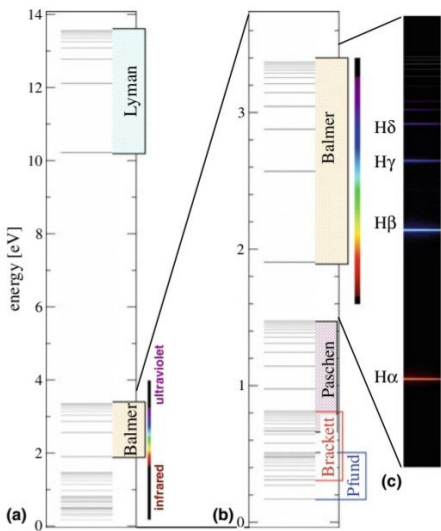 energy [eV]
14
12
10
8
6
4
2
0
Lyman
Balmer
ultraviolet
infrared
(a)
3
2
1
0
Balmer
Paschen
Brackett
Pfund
(b)
Hδ
Hγ
Hβ
Hα
(c)